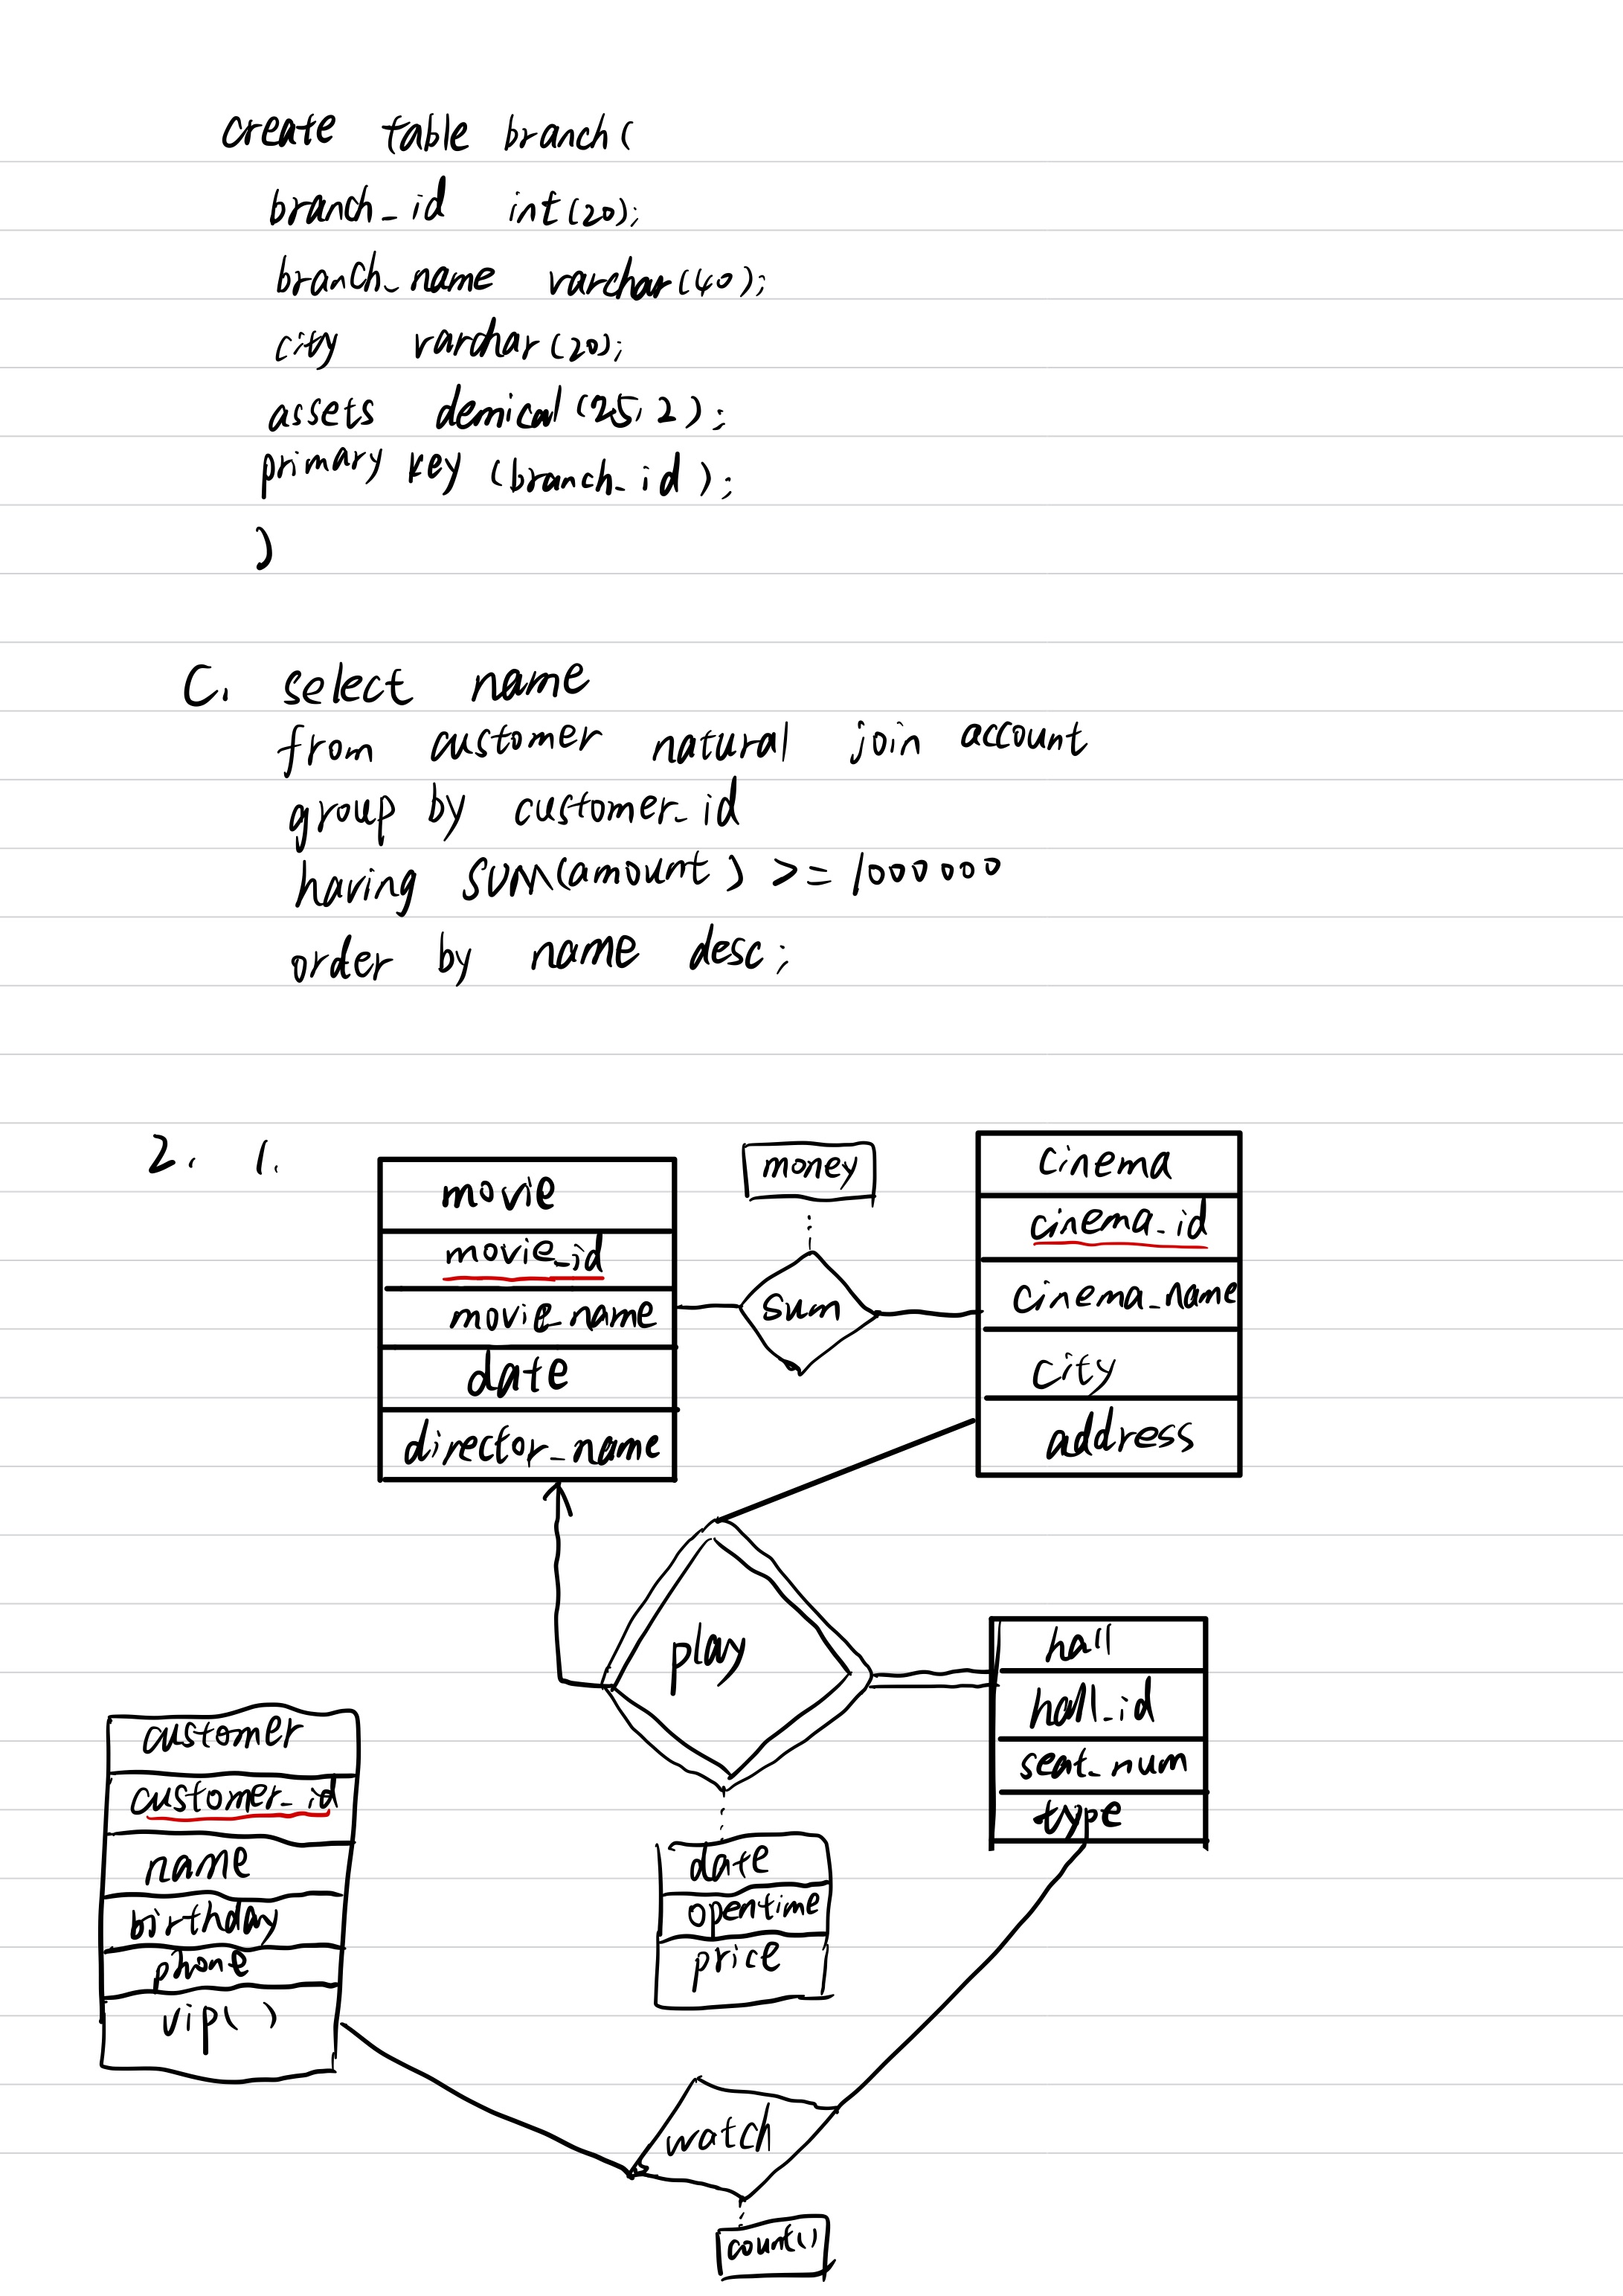 create table branch(
branch_id int(20);
branch_name varchar(40);
city varchar(20);
assets demical(25,2);
primary key (branch_id);
)
C. select name
from customer natural join account
group by customer_id
having SUM(amount) >= 1000000
order by name desc;
2. 1.
movie
movie_id
movie_name
date
director_name
money
sum
cinema
cinema_id
cinema_name
city
address
play
hall
hall_id
seat_num
type
customer
customer_id
name
birthday
phone
vip( )
date
opentime
price
watch
count()